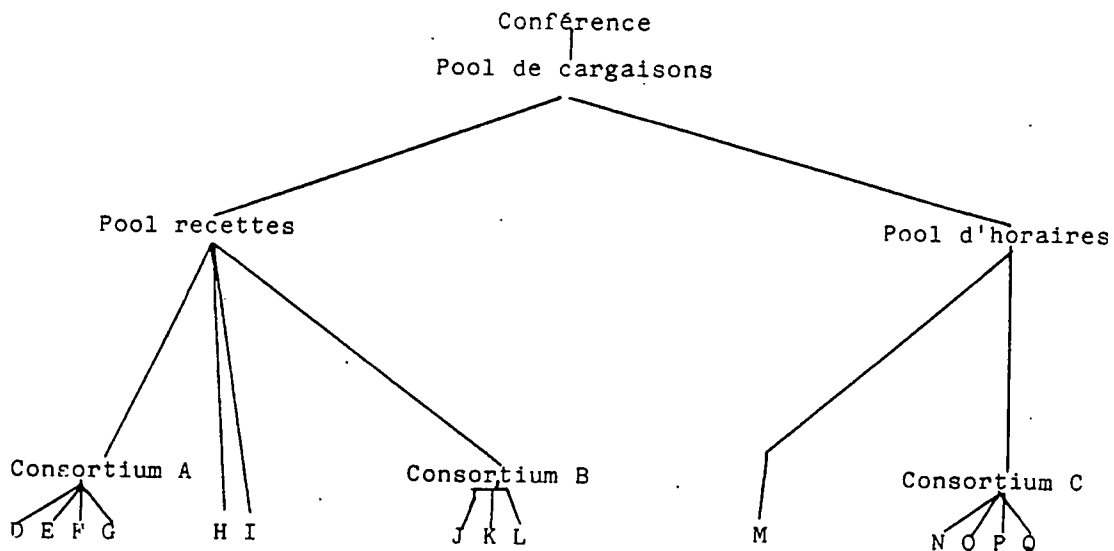 Conférence
Pool de cargaisons
Pool recettes
Pool d'horaires
Consortium A
Consortium B
Consortium C
D E F G
H I
J K L
M
N O P Q